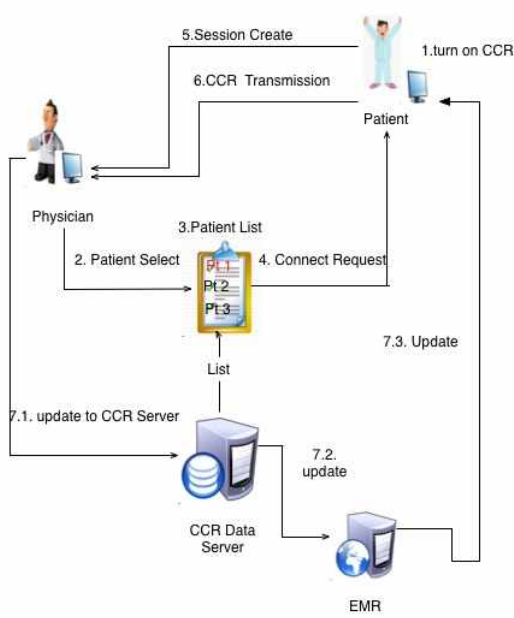 5.Session Create
1.turn on CCR
6.CCR Transmission
Patient
Physician
3.Patient List
2. Patient Select
4. Connect Request
Pt.1
Pt.2
Pt.3
7.3. Update
List
7.1. update to CCR Server
7.2.
update
CCR Data
Server
EMR